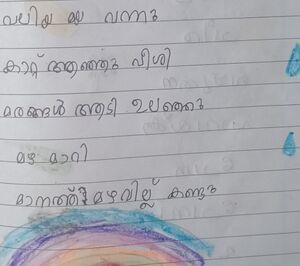 വലിയ മഴ വന്നു
കാറ്റ് ആഞ്ഞു വീശി
മരങ്ങൾ ആടി ഉലഞ്ഞു
മഴ മാറി
മാനത്ത് മഴവില്ല് കണ്ടു